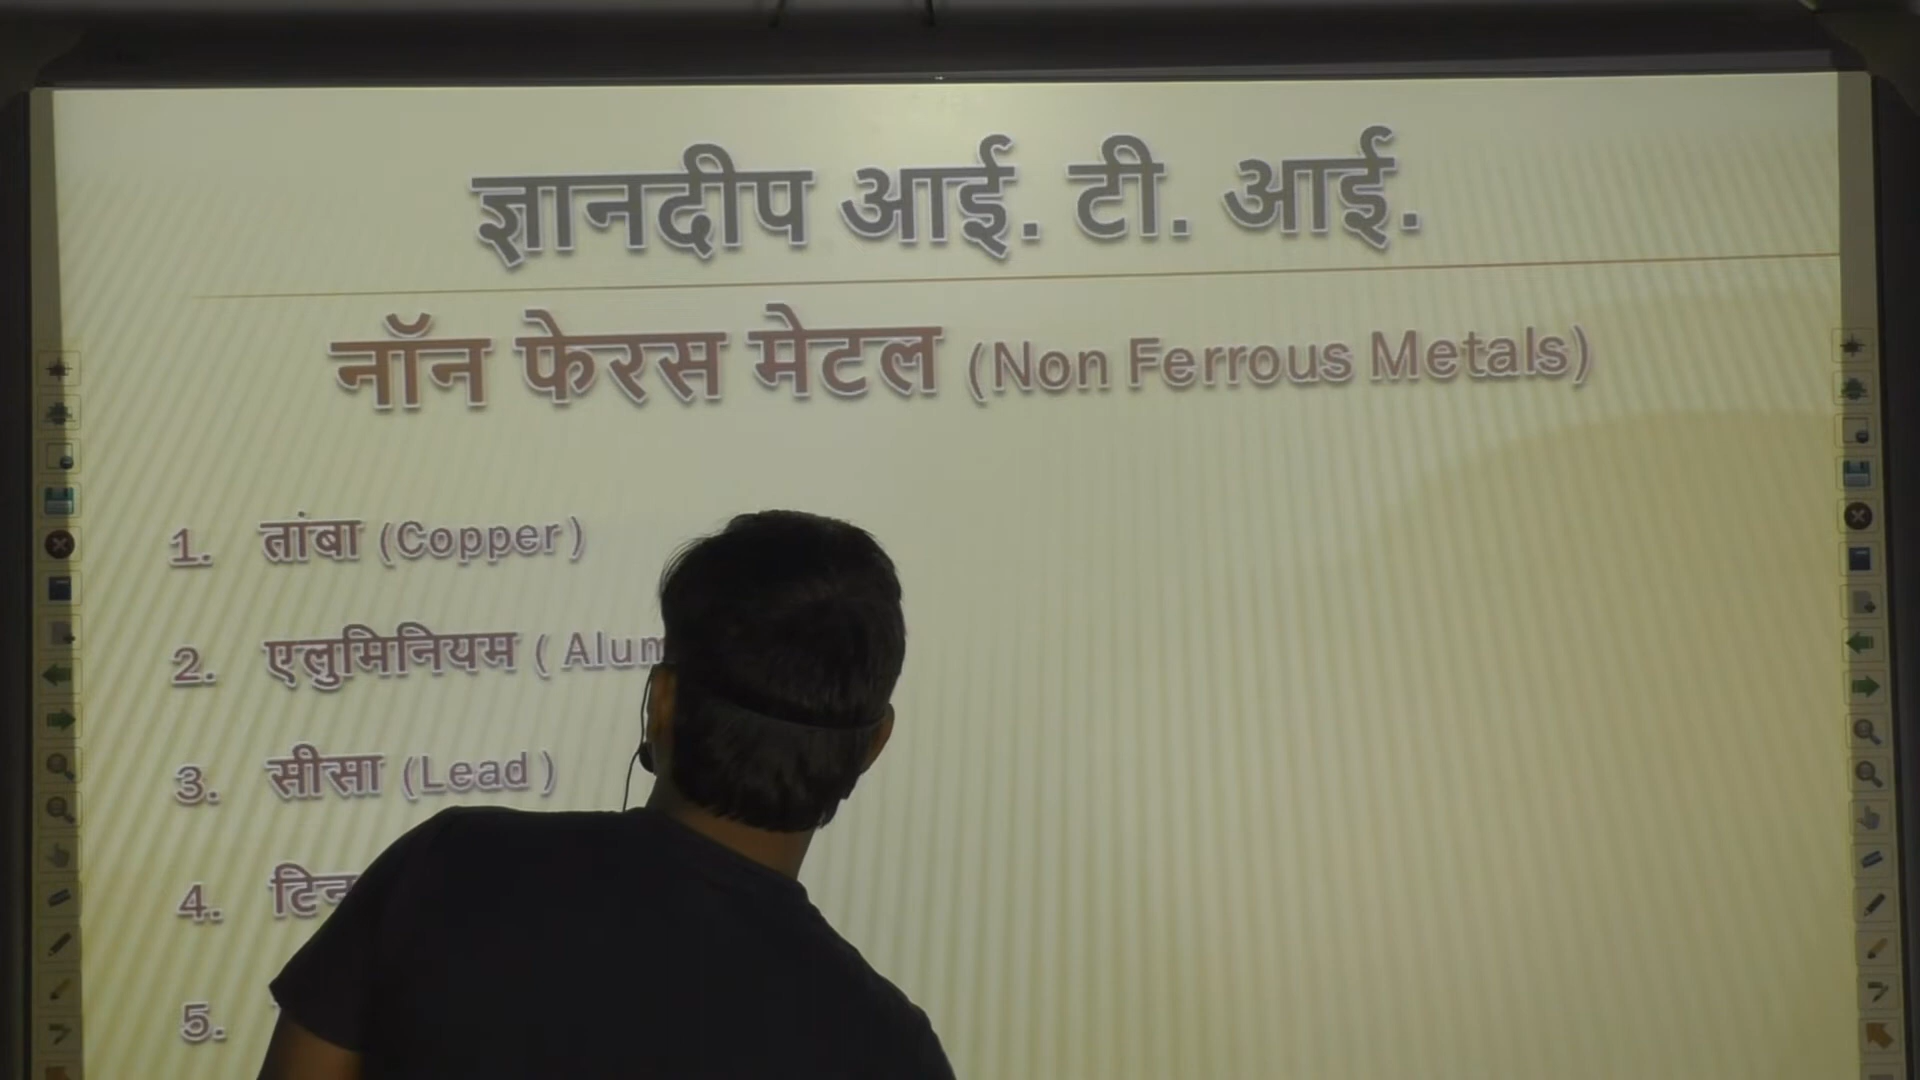 ज्ञानदीप आई. टी. आई.
नॉन फेरस मेटल (Non Ferrous Metals)
1. तांबा (Copper)
2. एलुमिनियम ( Alum
3. सीसा (Lead )
4. टिन
5.